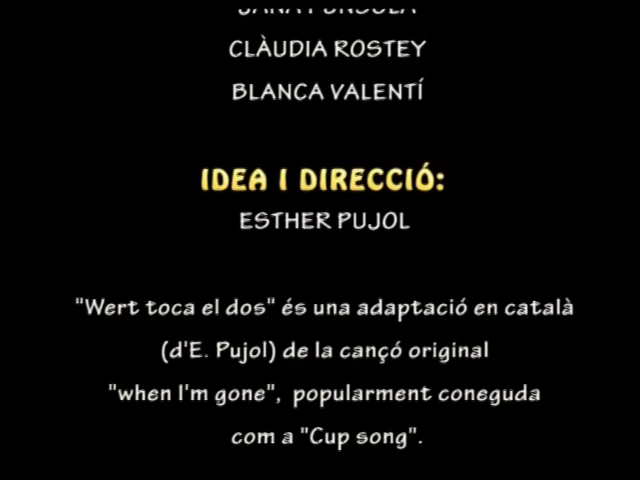 CLÀUDIA ROSTEY
BLANCA VALENTÍ
IDEA I DIRECCIÓ:
ESTHER PUJOL
"Wert toca el dos" és una adaptació en català
(d'E. Pujol) de la cançó original
"when I'm gone", popularment coneguda
com a "Cup song".